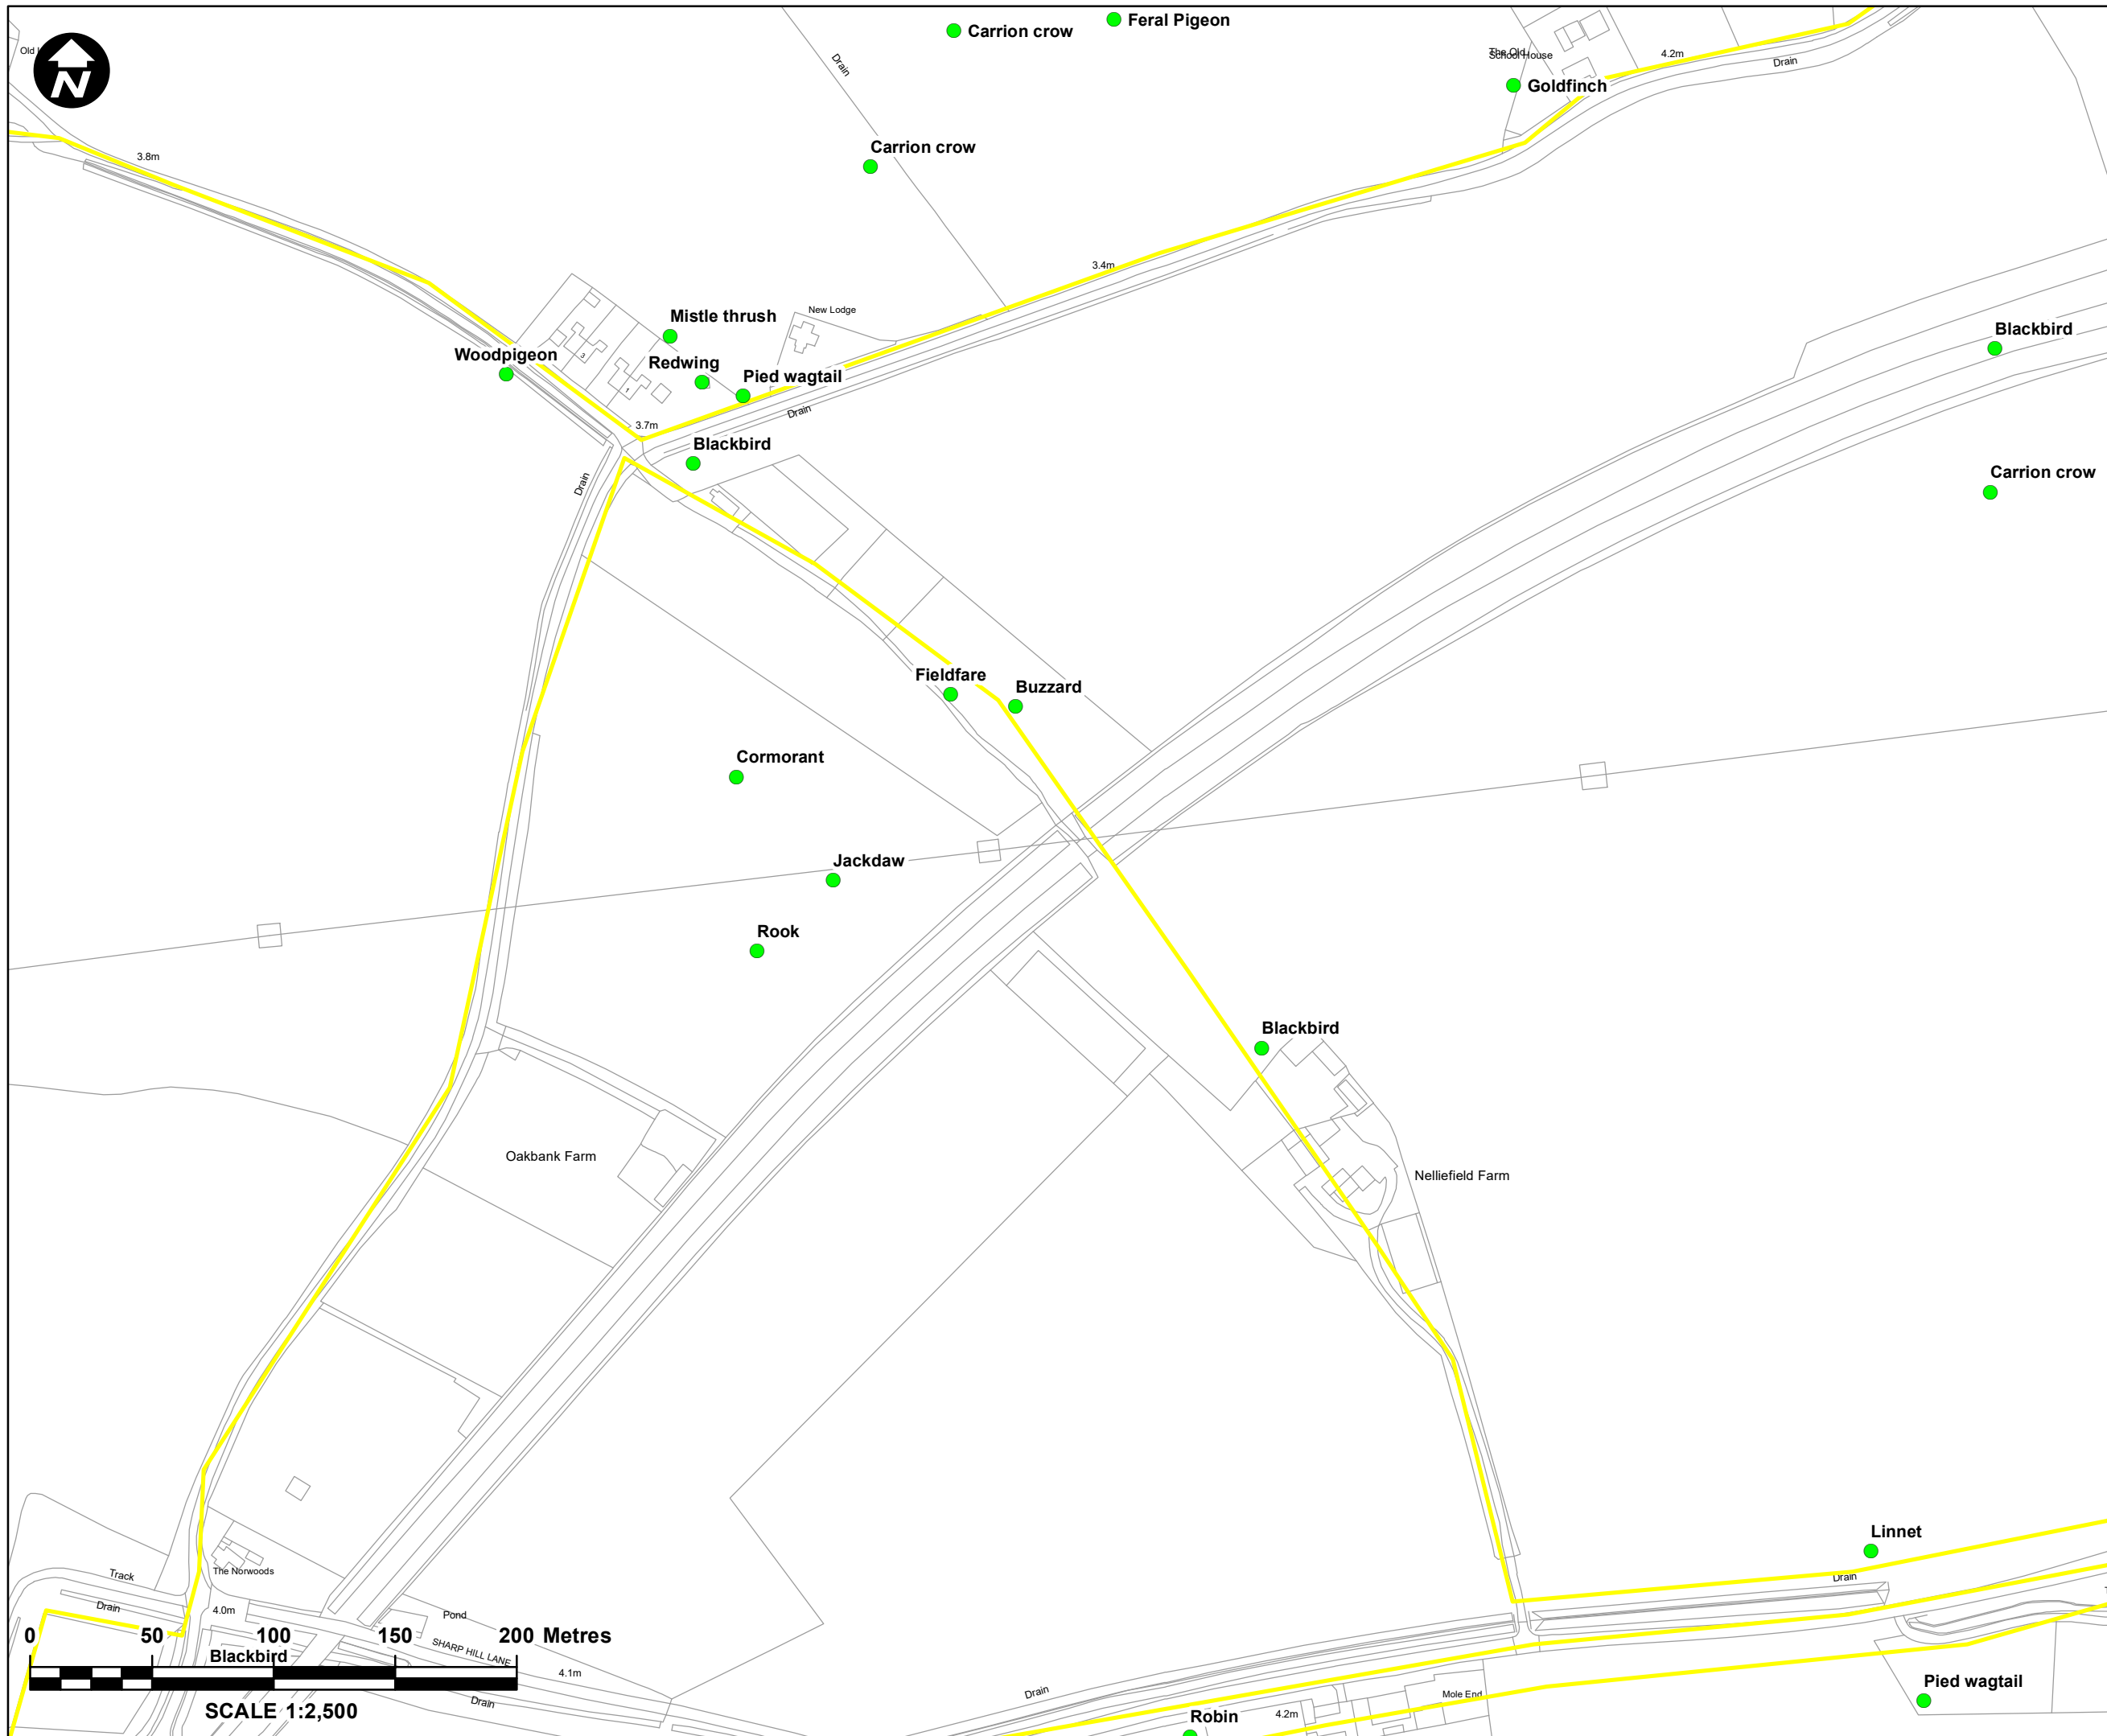 Carrion crow
Feral Pigeon
Old
N
Drain
The Old
School House
4.2m
Drain
Goldfinch
Carrion crow
3.8m
3.4m
Mistle thrush
New Lodge
Blackbird
Woodpigeon
3
Redwing
1
Pied wagtail
Drain
3.7m
Blackbird
Carrion crow
Drain
Fieldfare
Buzzard
Cormorant
Jackdaw
Rook
Blackbird
Oakbank Farm
Nelliefield Farm
Linnet
The Norwoods
Track
Drain
Drain
4.0m
Pond
0 50 100 150 200 Metres
SHARP HILL LANE
Blackbird
4.1m
Pied wagtail
Drain
Drain
Mole End
SCALE 1:2,500
Robin
4.2m